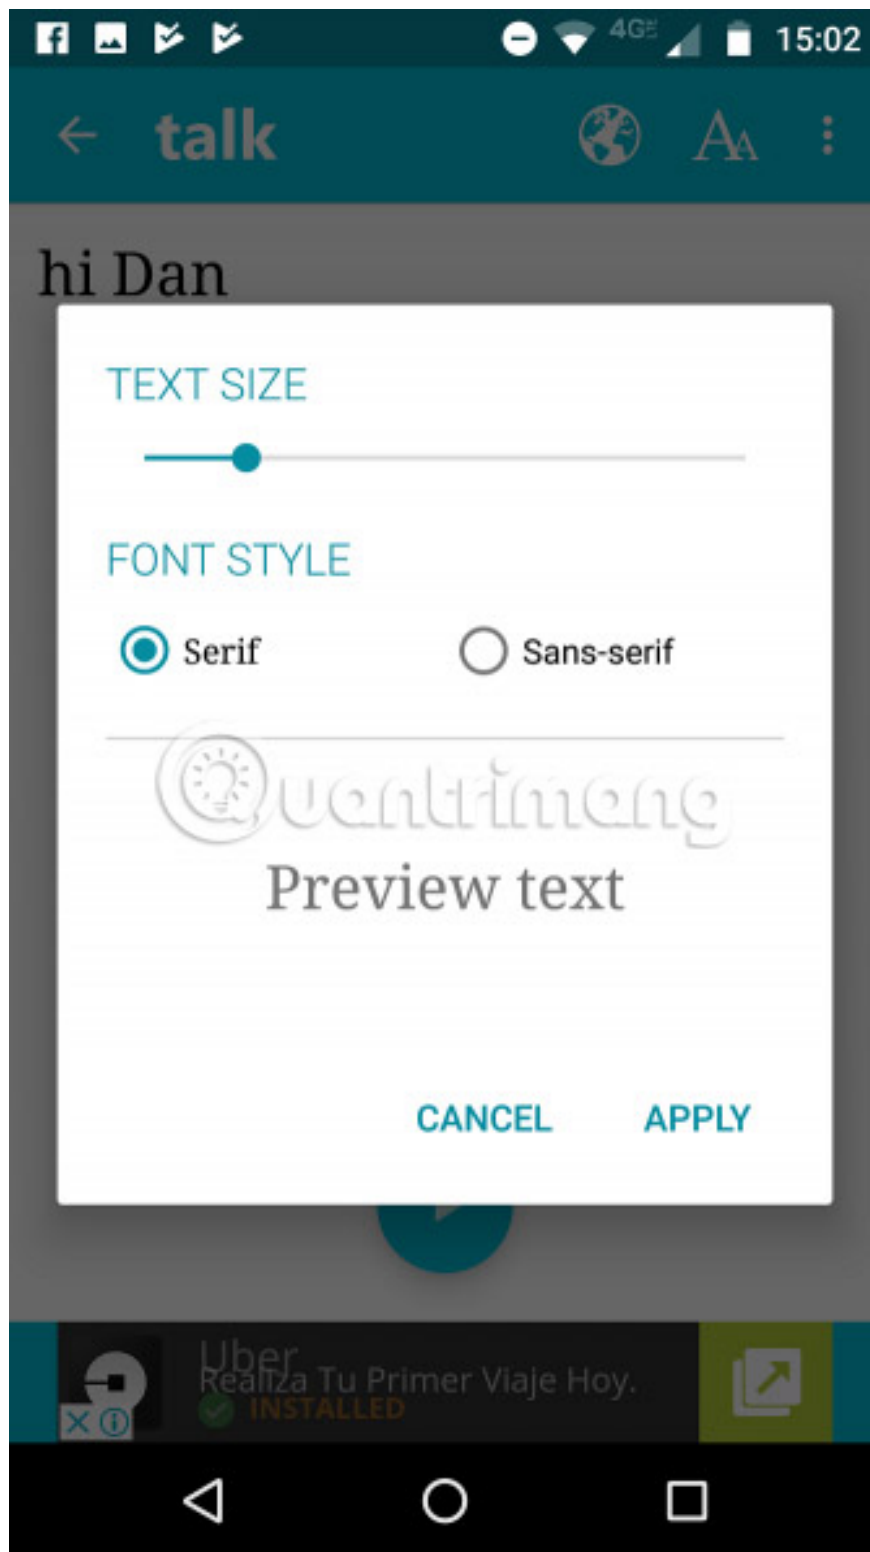 4G 15:02
talk AA
hi Dan
TEXT SIZE
FONT STYLE
Serif Sans-serif
Quantrimang
Preview text
CANCEL APPLY
Uber
Realiza Tu Primer Viaje Hoy.
INSTALLED